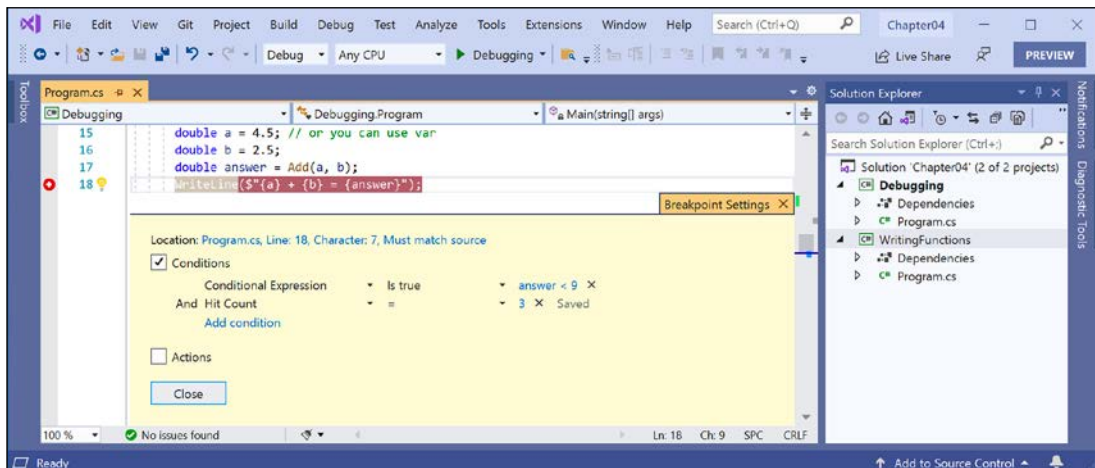 File Edit View Git Project Build Debug Test Analyze Tools Extensions Window Help Search (Ctrl+Q) Chapter04
Debug Any CPU Debugging Live Share PREVIEW
Toolbox
Program.cs
Debugging Debugging.Program Main(string[] args)
15 double a = 4.5; // or you can use var
16 double b = 2.5;
17 double answer = Add(a, b);
18 WriteLine($"{a} + {b} = {answer}");
Breakpoint Settings
Location: Program.cs, Line: 18, Character: 7, Must match source
Conditions
Conditional Expression Is true answer < 9
And Hit Count = 3 Saved
Add condition
Actions
Close
100 % No issues found Ln: 18 Ch: 9 SPC CRLF
Solution Explorer
Search Solution Explorer (Ctrl+;)
Solution 'Chapter04' (2 of 2 projects)
Debugging
Dependencies
C# Program.cs
WritingFunctions
Dependencies
C# Program.cs
Notifications
Diagnostic Tools
Ready Add to Source Control